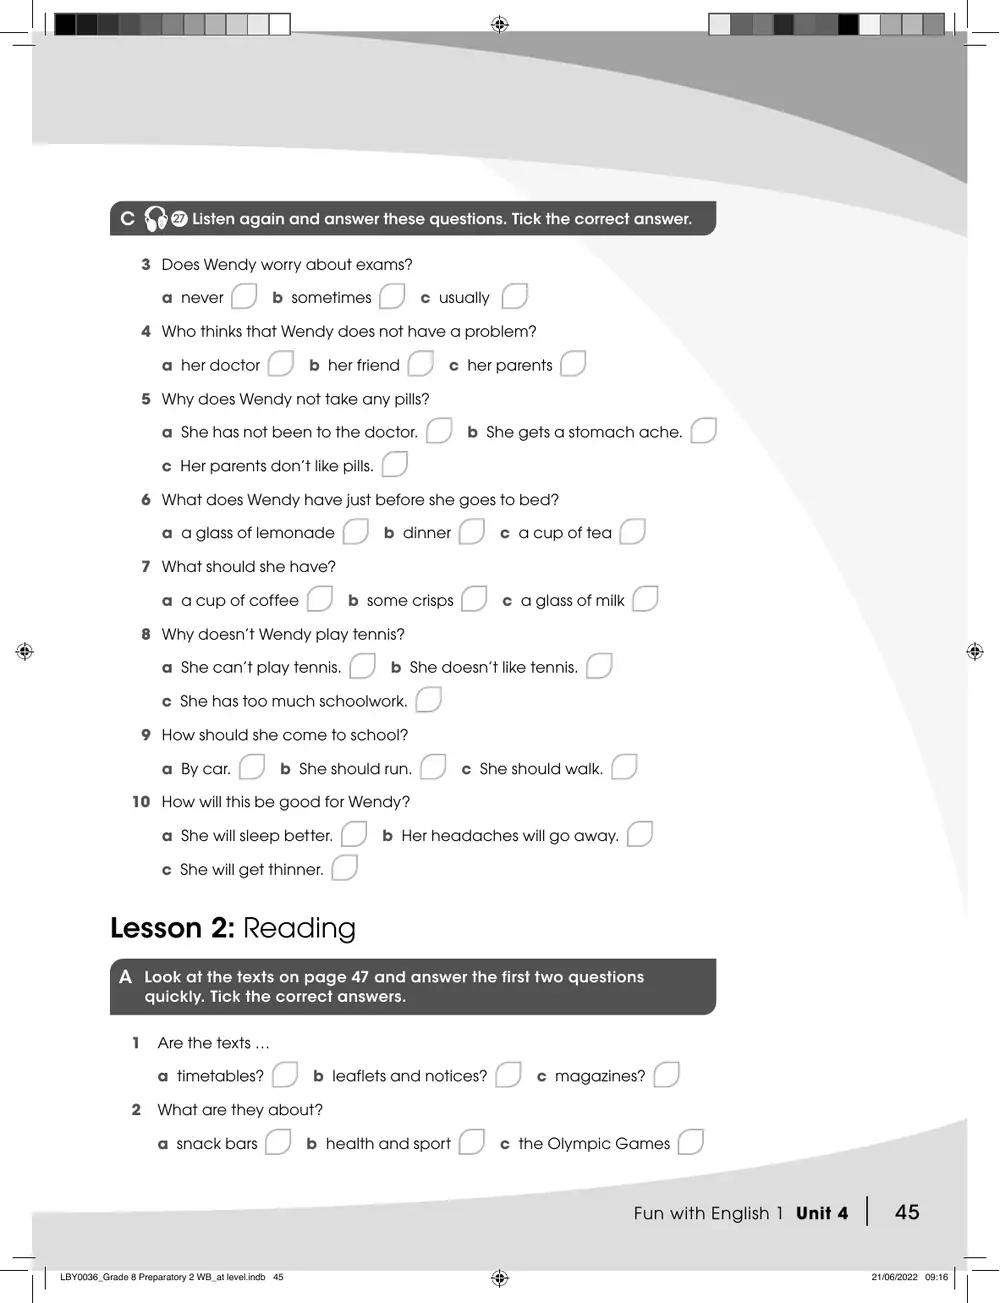 C 27 Listen again and answer these questions. Tick the correct answer.
3 Does Wendy worry about exams?
a never b sometimes c usually
4 Who thinks that Wendy does not have a problem?
a her doctor b her friend c her parents
5 Why does Wendy not take any pills?
a She has not been to the doctor. b She gets a stomach ache.
c Her parents don't like pills.
6 What does Wendy have just before she goes to bed?
a a glass of lemonade b dinner c a cup of tea
7 What should she have?
a a cup of coffee b some crisps c a glass of milk
8 Why doesn't Wendy play tennis?
a She can't play tennis. b She doesn't like tennis.
c She has too much schoolwork.
9 How should she come to school?
a By car. b She should run. c She should walk.
10 How will this be good for Wendy?
a She will sleep better. b Her headaches will go away.
c She will get thinner.
Lesson 2: Reading
A Look at the texts on page 47 and answer the first two questions
quickly. Tick the correct answers.
1 Are the texts …
a timetables? b leaflets and notices? c magazines?
2 What are they about?
a snack bars b health and sport c the Olympic Games
Fun with English 1 Unit 4 45
LBY0036_Grade 8 Preparatory 2 WB_at level.indb 45 21/06/2022 09:16